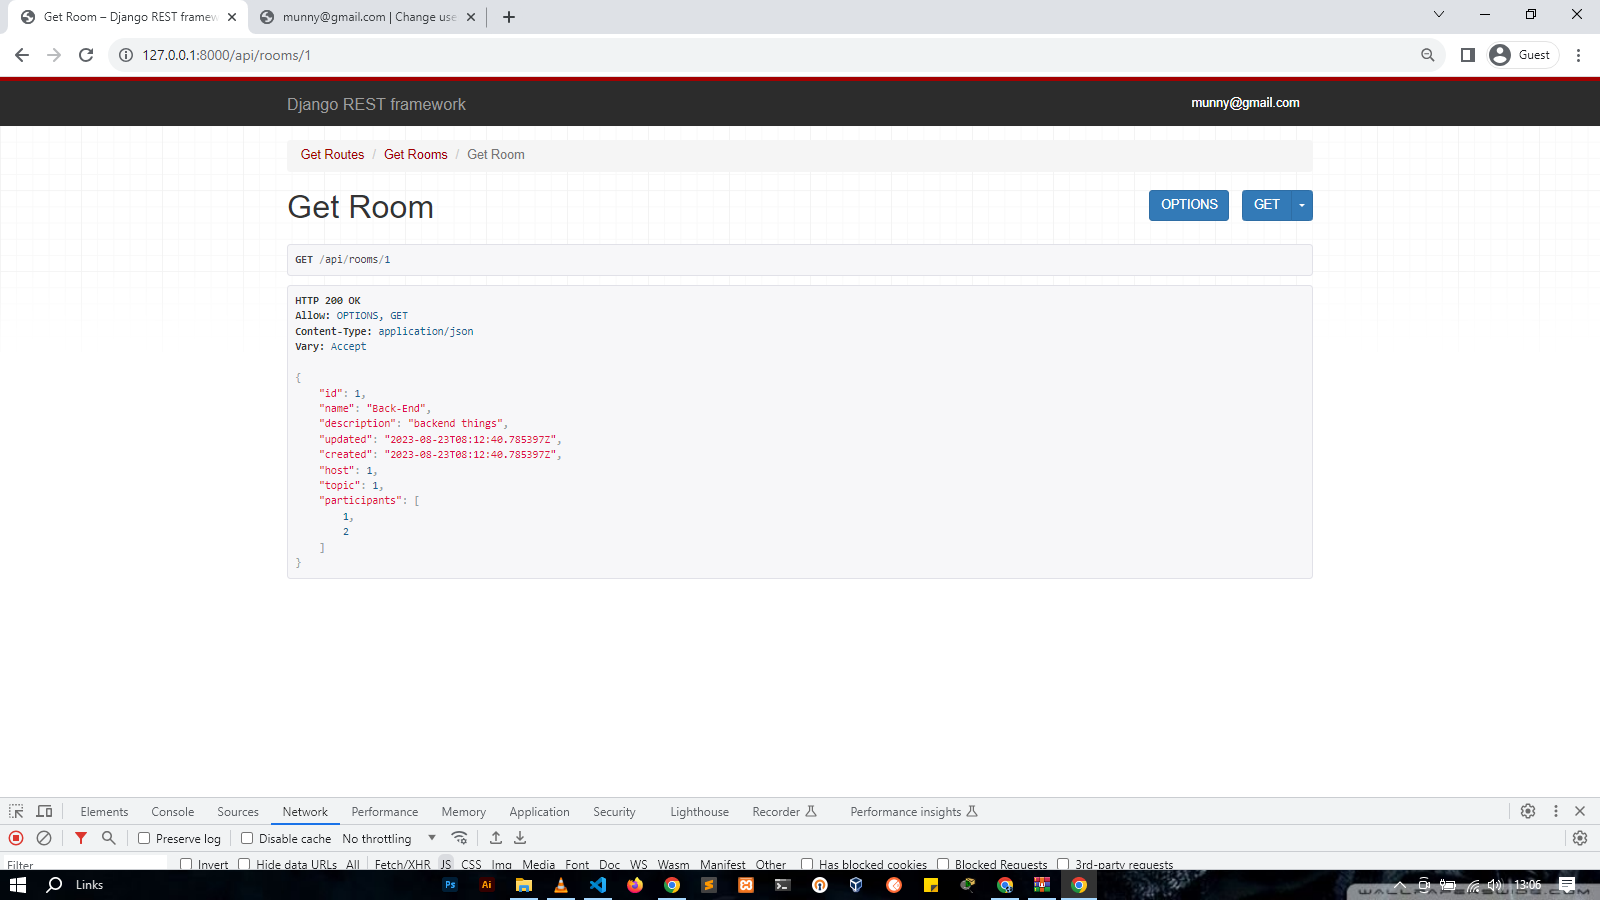 Get Room – Django REST framew
munny@gmail.com | Change use
127.0.0.1:8000/api/rooms/1
Guest
Django REST framework
munny@gmail.com
Get Routes / Get Rooms / Get Room
Get Room
OPTIONS
GET
GET /api/rooms/1
HTTP 200 OK
Allow: OPTIONS, GET
Content-Type: application/json
Vary: Accept
{
"id": 1,
"name": "Back-End",
"description": "backend things",
"updated": "2023-08-23T08:12:40.785397Z",
"created": "2023-08-23T08:12:40.785397Z",
"host": 1,
"topic": 1,
"participants": [
1,
2
]
}
Elements Console Sources Network Performance Memory Application Security Lighthouse Recorder Performance insights
Preserve log Disable cache No throttling
Filter Invert Hide data URLs All Fetch/XHR JS CSS Img Media Font Doc WS Wasm Manifest Other Has blocked cookies Blocked Requests 3rd-party requests
Links
Ps
Ai
13:06